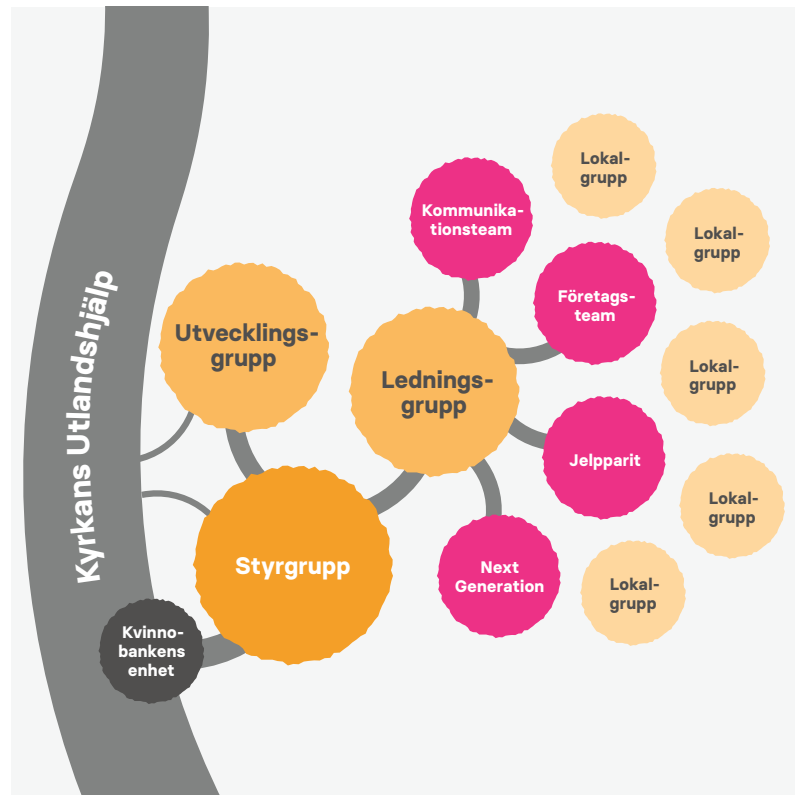 Kyrkans Utlandshjälp
Utvecklings-
grupp
Lednings-
grupp
Styrgrupp
Kvinno-
bankens
enhet
Kommunika-
tionsteam
Företags-
team
Jelpparit
Next
Generation
Lokal-
grupp
Lokal-
grupp
Lokal-
grupp
Lokal-
grupp
Lokal-
grupp